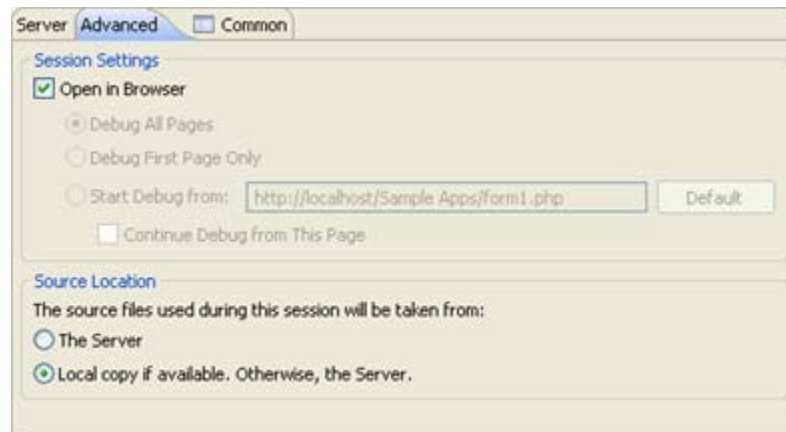 Server Advanced Common
Session Settings
Open in Browser
Debug All Pages
Debug First Page Only
Start Debug from: http://localhost/Sample Apps/form1.php Default
Continue Debug from This Page
Source Location
The source files used during this session will be taken from:
The Server
Local copy if available. Otherwise, the Server.